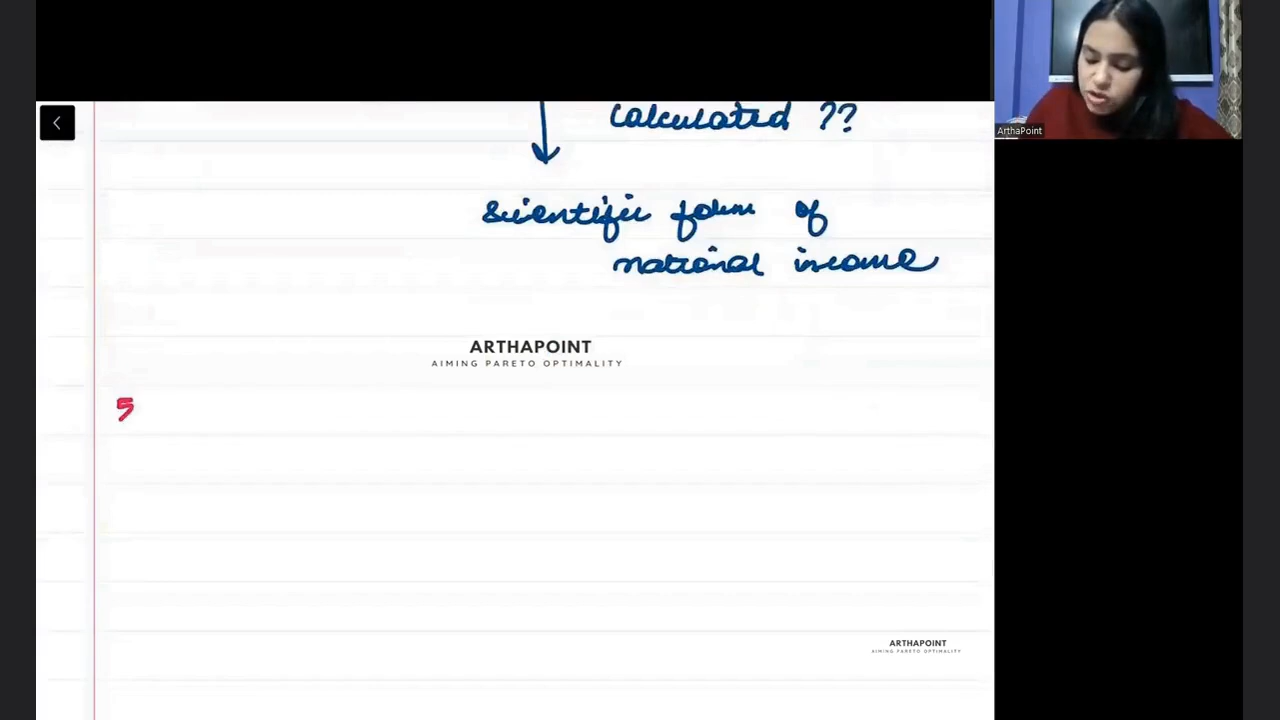 calculated ??
Scientific form of
national income
ARTHAPOINT
AIMING PARETO OPTIMALITY
5
ARTHAPOINT
AIMING PARETO OPTIMALITY
ArthaPoint